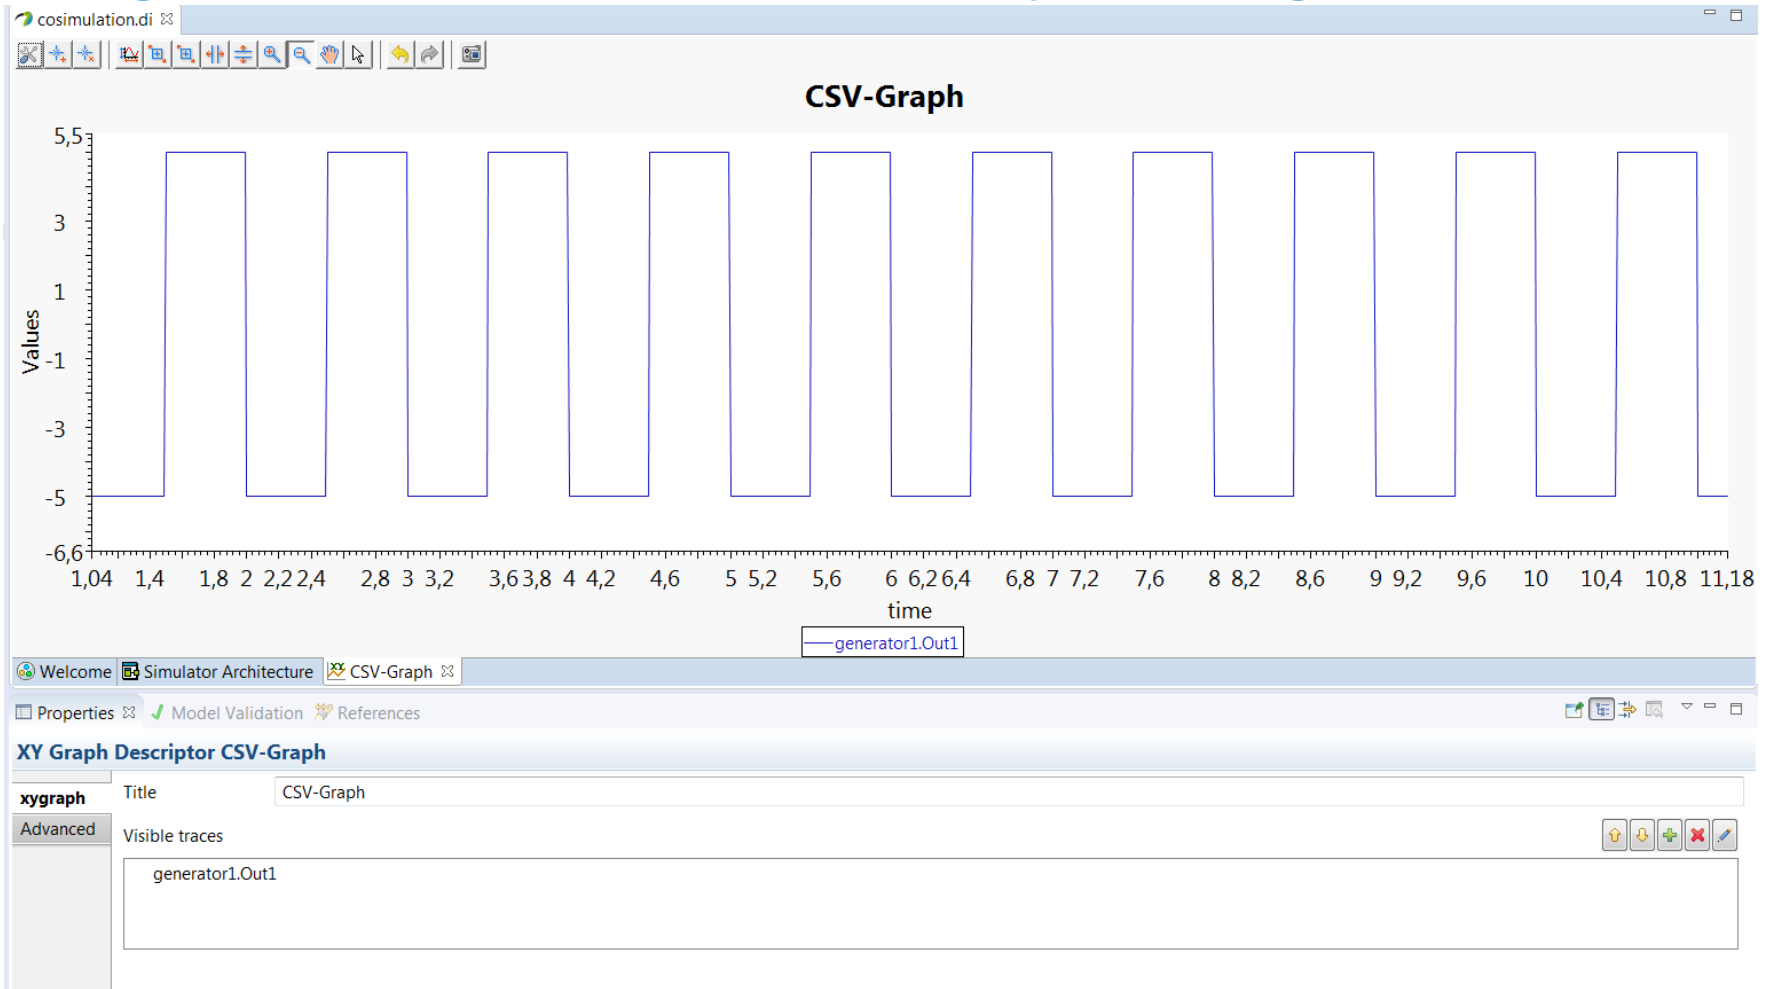 cosimulation.di
CSV-Graph
5,5
3
1
-1
-3
-5
-6,6
Values
1,04 1,4 1,8 2 2,2 2,4 2,8 3 3,2 3,6 3,8 4 4,2 4,6 5 5,2 5,6 6 6,2 6,4 6,8 7 7,2 7,6 8 8,2 8,6 9 9,2 9,6 10 10,4 10,8 11,18
time
generator1.Out1
Welcome Simulator Architecture CSV-Graph
Properties Model Validation References
XY Graph Descriptor CSV-Graph
xygraph
Advanced
Title CSV-Graph
Visible traces
generator1.Out1